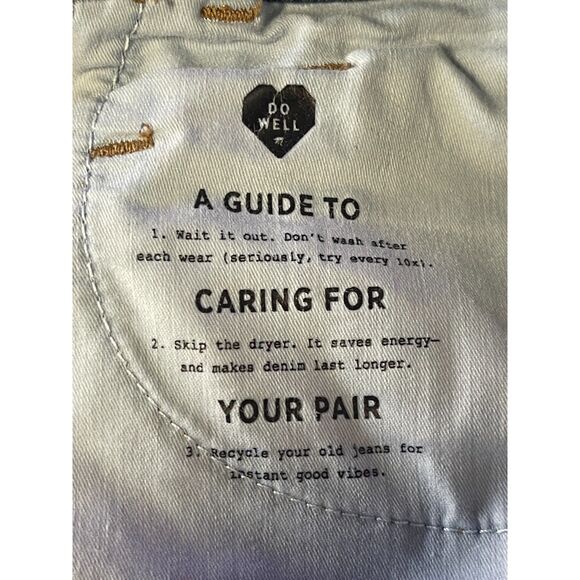 DO
WELL
A GUIDE TO
1. Wait it out. Don't wash after
each wear (seriously, try every 10x).
CARING FOR
2. Skip the dryer. It saves energy—
and makes denim last longer.
YOUR PAIR
3. Recycle your old jeans for
instant good vibes.